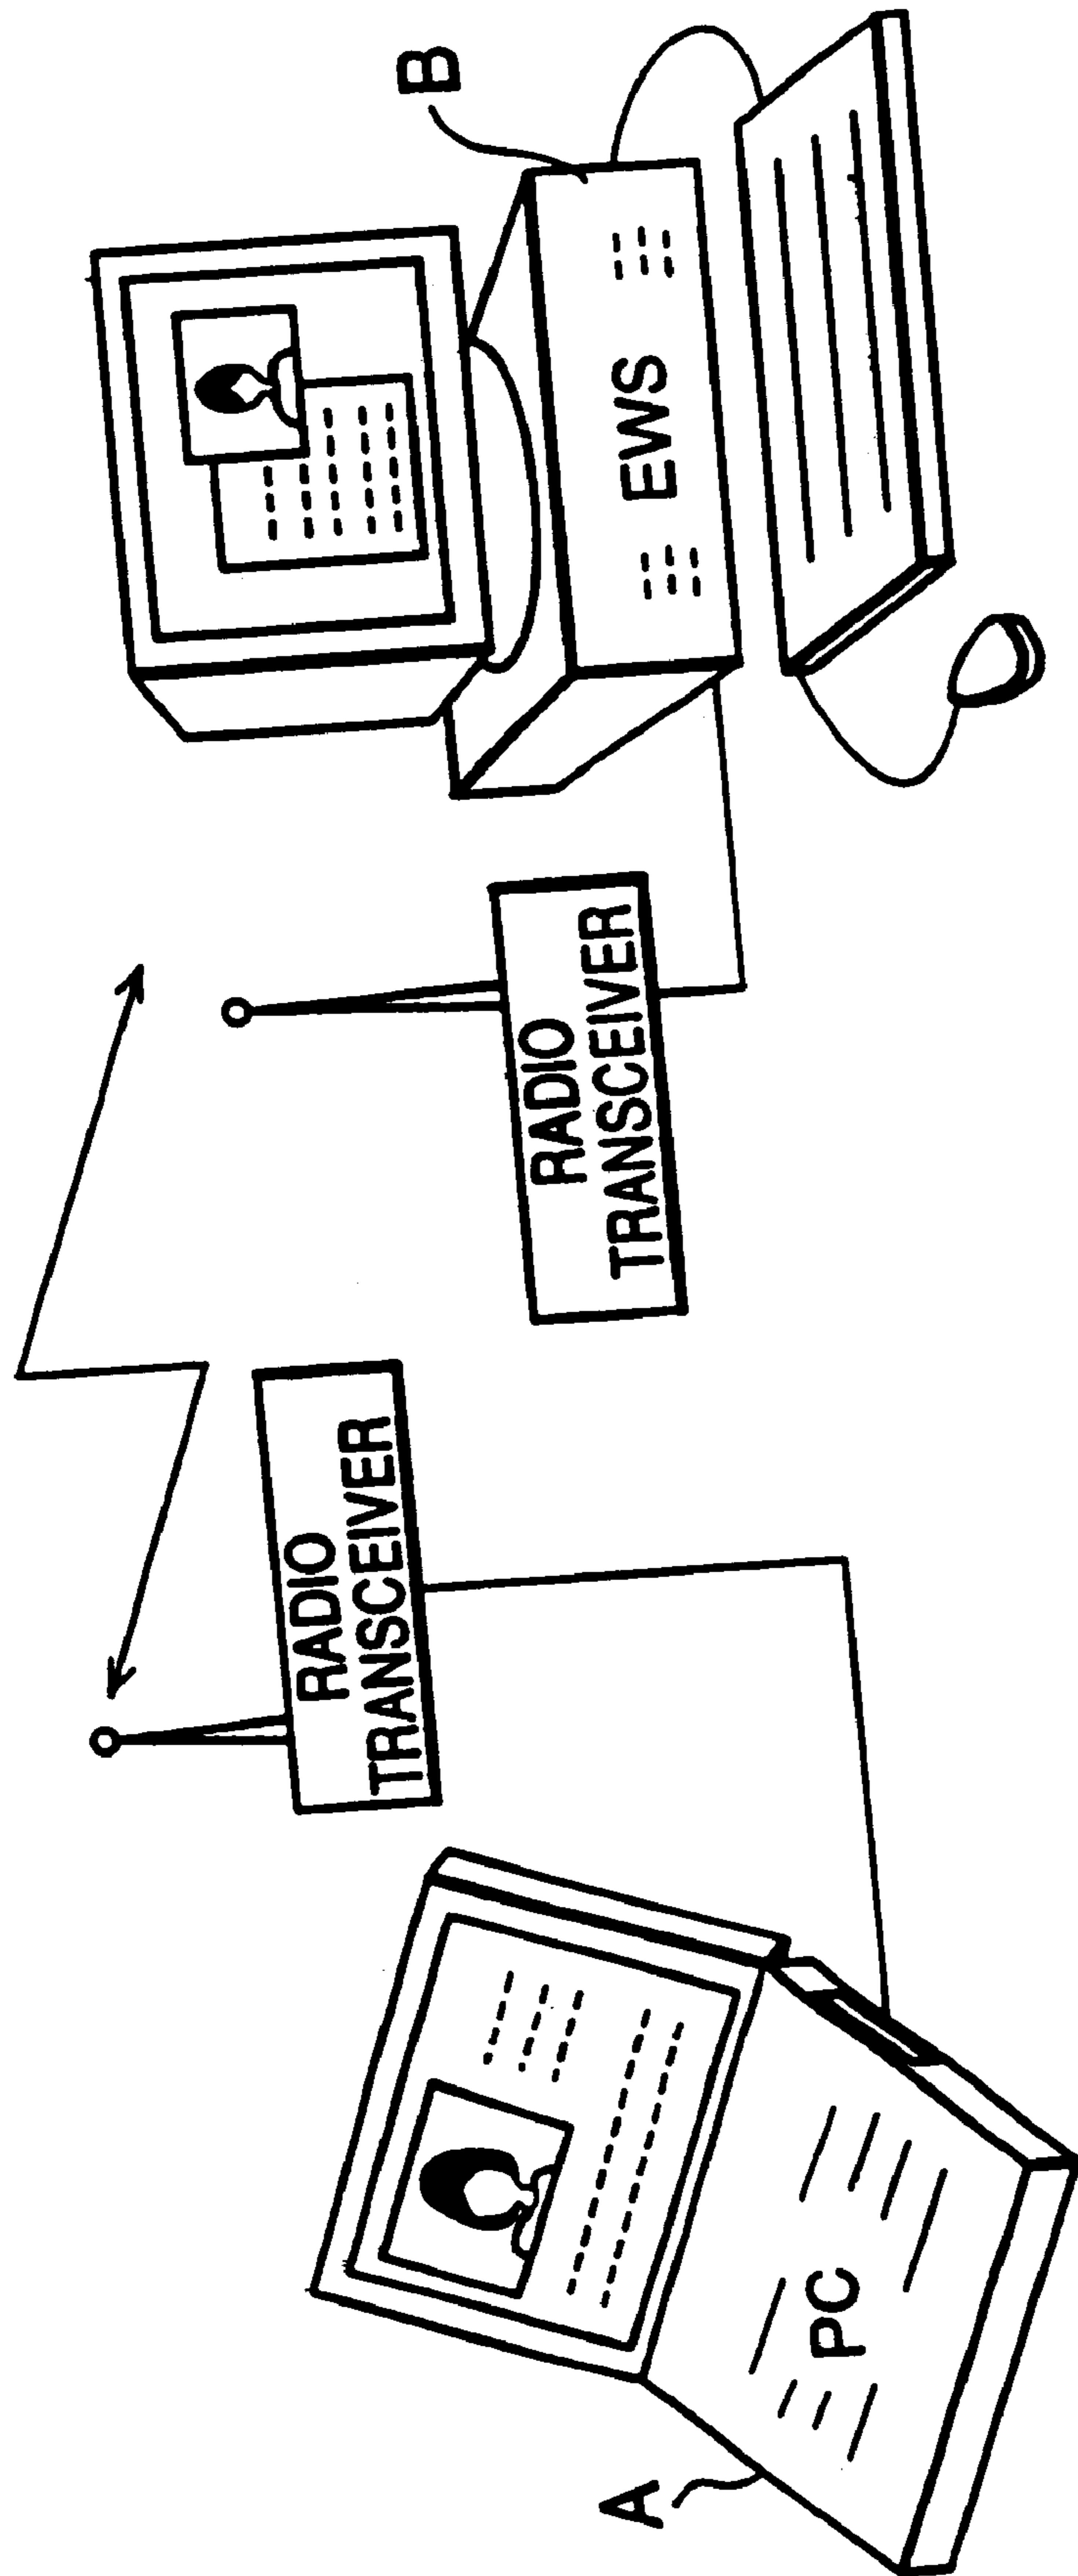 A
PC
RADIO
TRANSCEIVER
RADIO
TRANSCEIVER
EWS
B